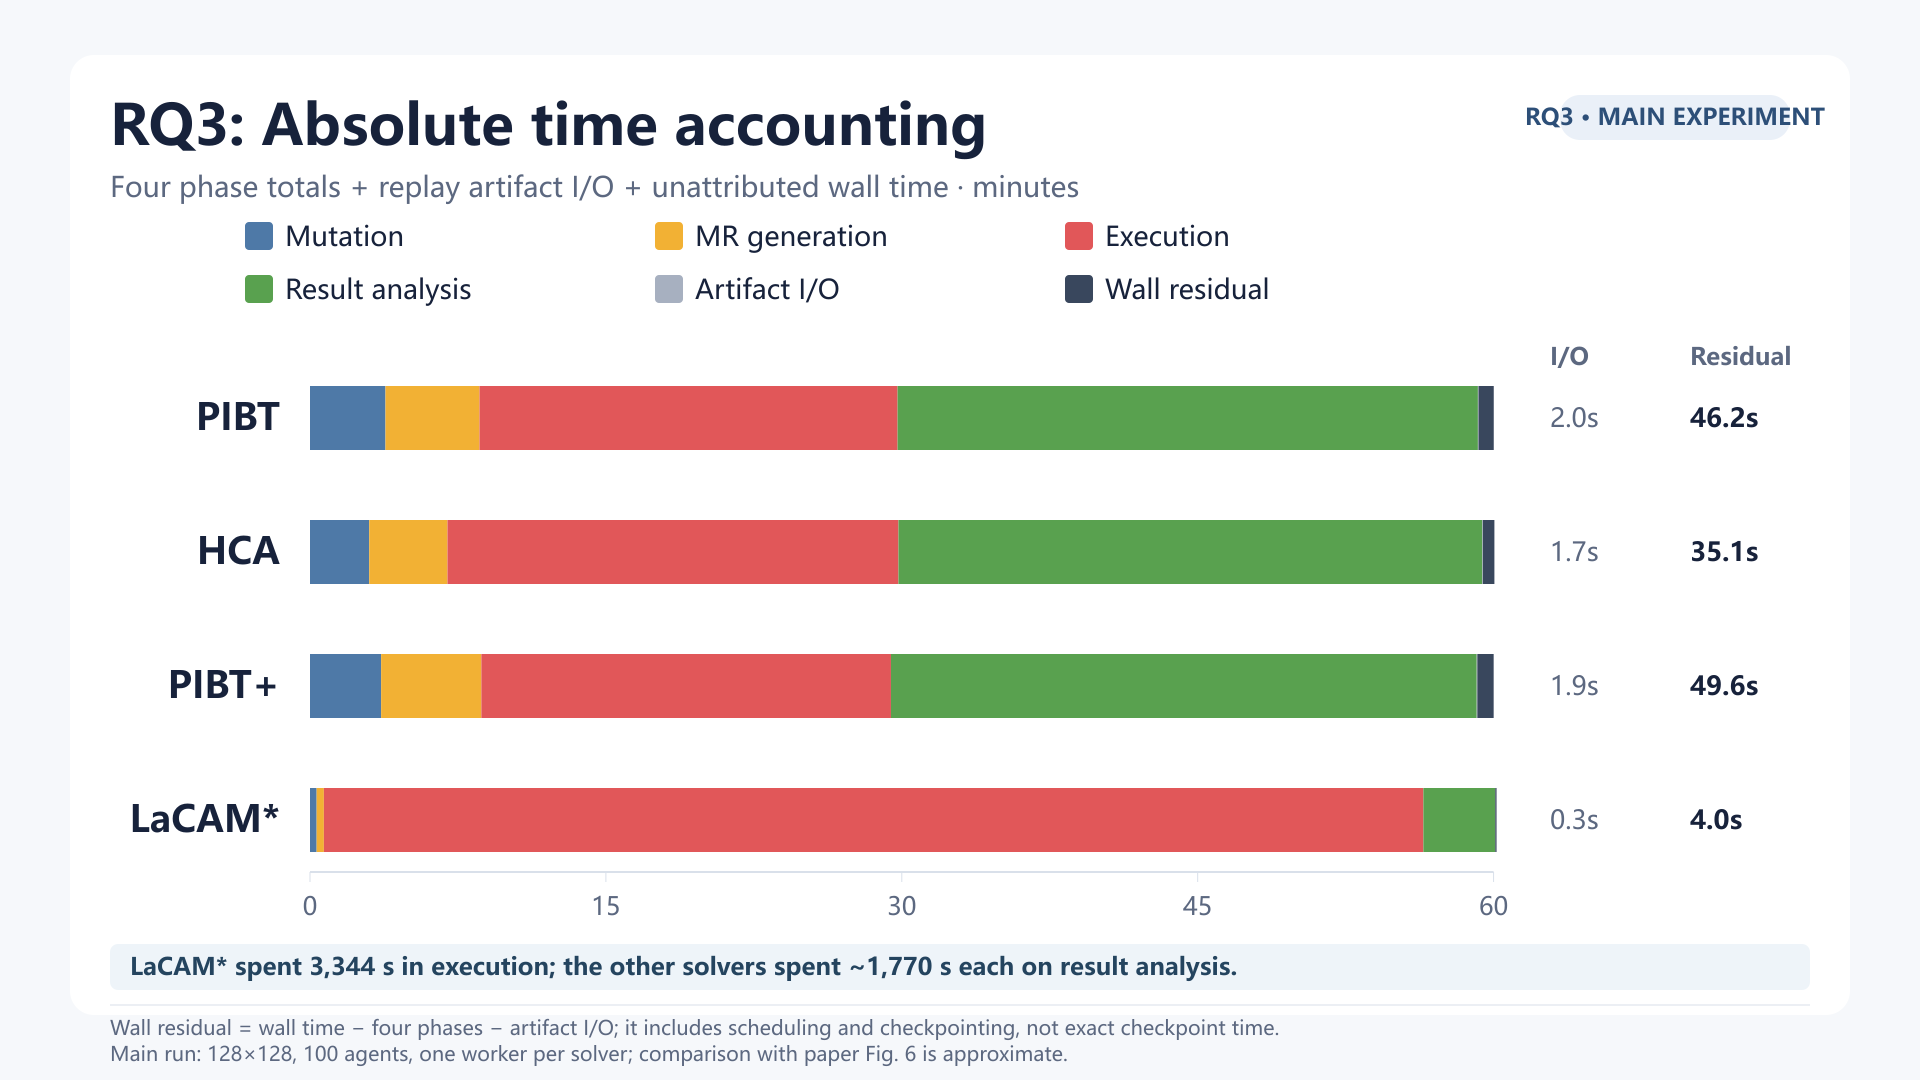 RQ3: Absolute time accounting
RQ3 • MAIN EXPERIMENT
Four phase totals + replay artifact I/O + unattributed wall time · minutes
Mutation
MR generation
Execution
Result analysis
Artifact I/O
Wall residual
I/O
Residual
PIBT
2.0s
46.2s
HCA
1.7s
35.1s
PIBT+
1.9s
49.6s
LaCAM*
0.3s
4.0s
0
15
30
45
60
LaCAM* spent 3,344 s in execution; the other solvers spent ~1,770 s each on result analysis.
Wall residual = wall time − four phases − artifact I/O; it includes scheduling and checkpointing, not exact checkpoint time.
Main run: 128×128, 100 agents, one worker per solver; comparison with paper Fig. 6 is approximate.